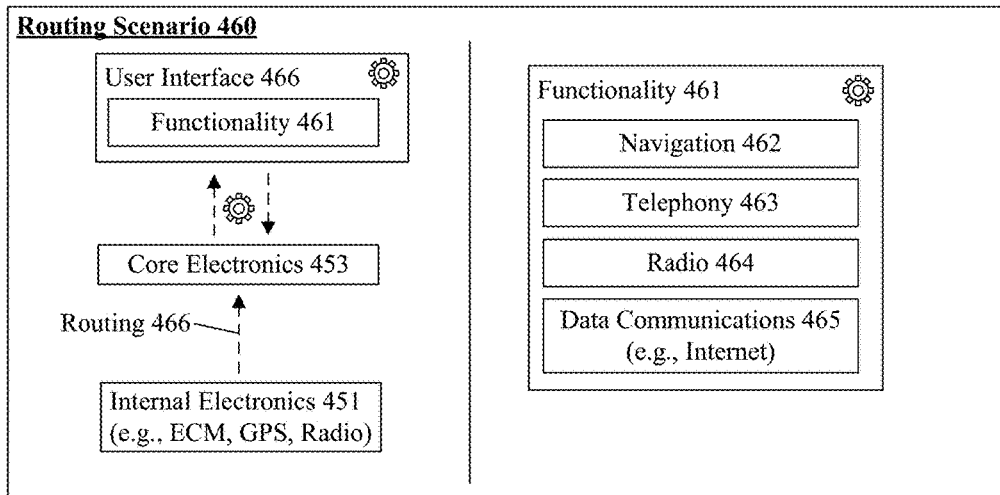 Routing Scenario 460
User Interface 466
Functionality 461
Core Electronics 453
Routing 466
Internal Electronics 451
(e.g., ECM, GPS, Radio)
Functionality 461
Navigation 462
Telephony 463
Radio 464
Data Communications 465
(e.g., Internet)